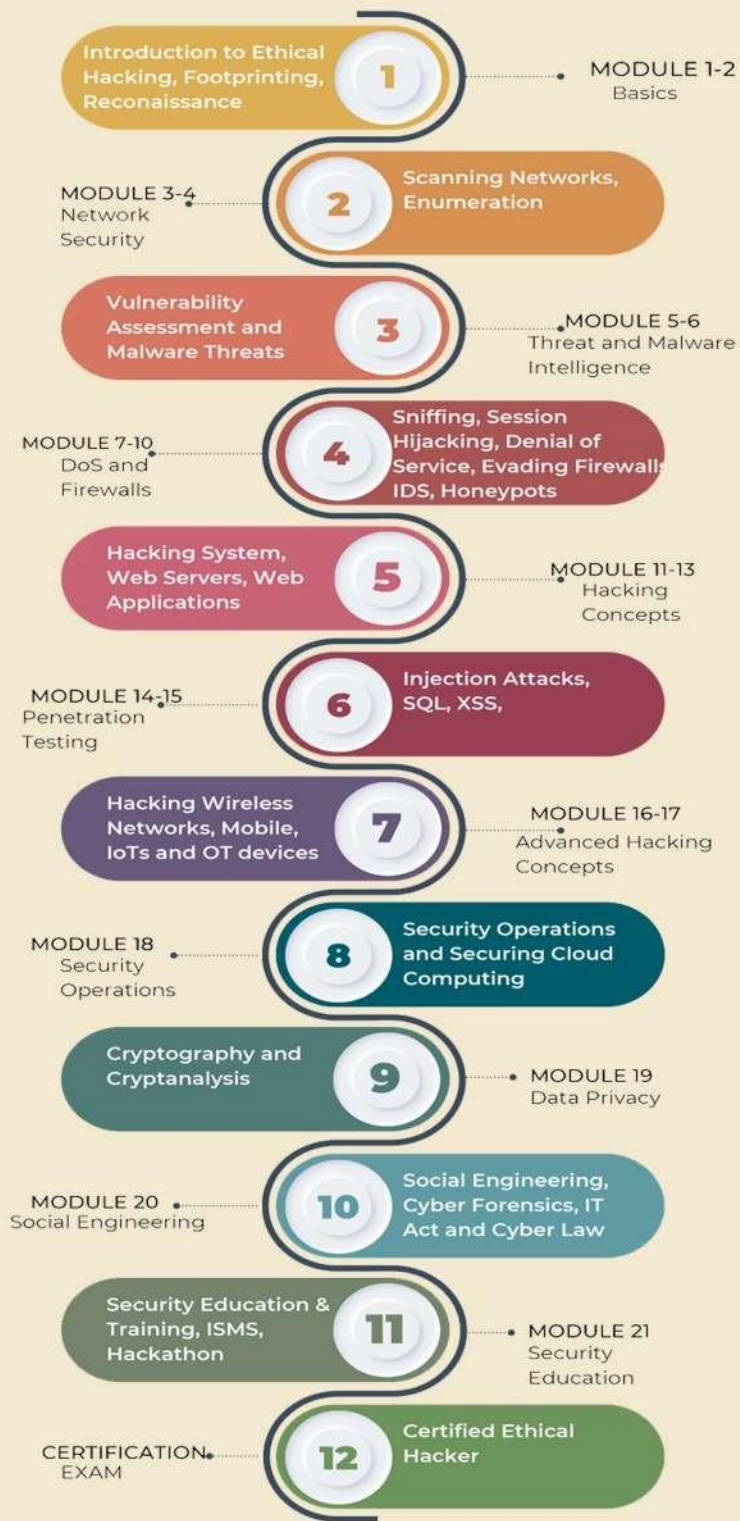 Introduction to Ethical
Hacking, Footprinting,
Reconaissance
1
MODULE 1-2
Basics
MODULE 3-4
Network
Security
2
Scanning Networks,
Enumeration
Vulnerability
Assessment and
Malware Threats
3
MODULE 5-6
Threat and Malware
Intelligence
MODULE 7-10
DoS and
Firewalls
4
Sniffing, Session
Hijacking, Denial of
Service, Evading Firewalls
IDS, Honeypots
Hacking System,
Web Servers, Web
Applications
5
MODULE 11-13
Hacking
Concepts
MODULE 14-15
Penetration
Testing
6
Injection Attacks,
SQL, XSS,
Hacking Wireless
Networks, Mobile,
IoTs and OT devices
7
MODULE 16-17
Advanced Hacking
Concepts
MODULE 18
Security
Operations
8
Security Operations
and Securing Cloud
Computing
Cryptography and
Cryptanalysis
9
MODULE 19
Data Privacy
MODULE 20
Social Engineering
10
Social Engineering,
Cyber Forensics, IT
Act and Cyber Law
Security Education &
Training, ISMS,
Hackathon
11
MODULE 21
Security
Education
CERTIFICATION
EXAM
12
Certified Ethical
Hacker